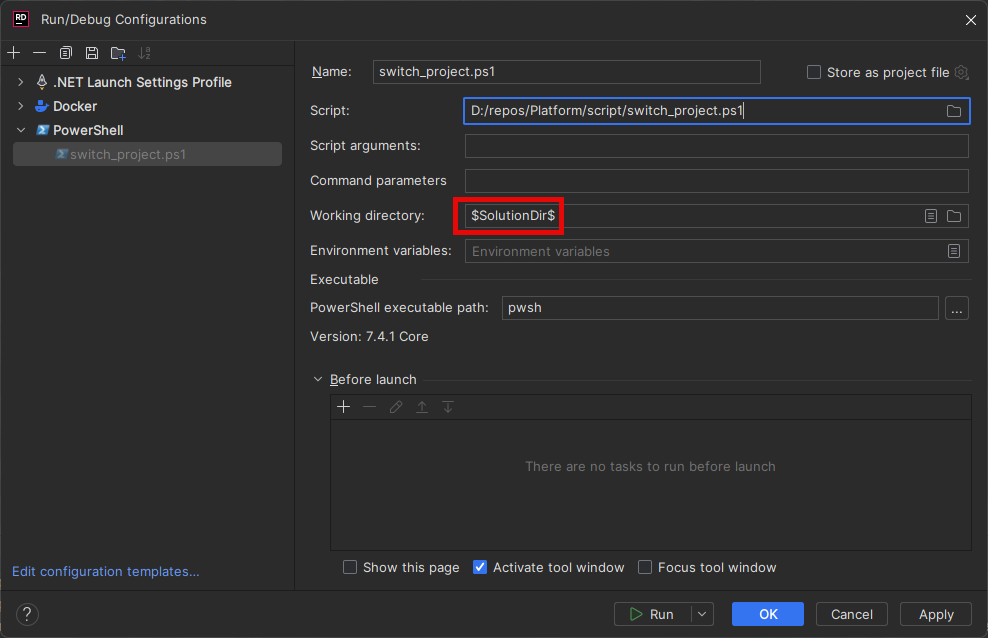 RD Run/Debug Configurations
.NET Launch Settings Profile
Docker
PowerShell
switch_project.ps1
Edit configuration templates...
Name: switch_project.ps1 Store as project file
Script: D:/repos/Platform/script/switch_project.ps1
Script arguments:
Command parameters
Working directory: $SolutionDir$
Environment variables: Environment variables
Executable
PowerShell executable path: pwsh ...
Version: 7.4.1 Core
Before launch
There are no tasks to run before launch
Show this page Activate tool window Focus tool window
? Run OK Cancel Apply